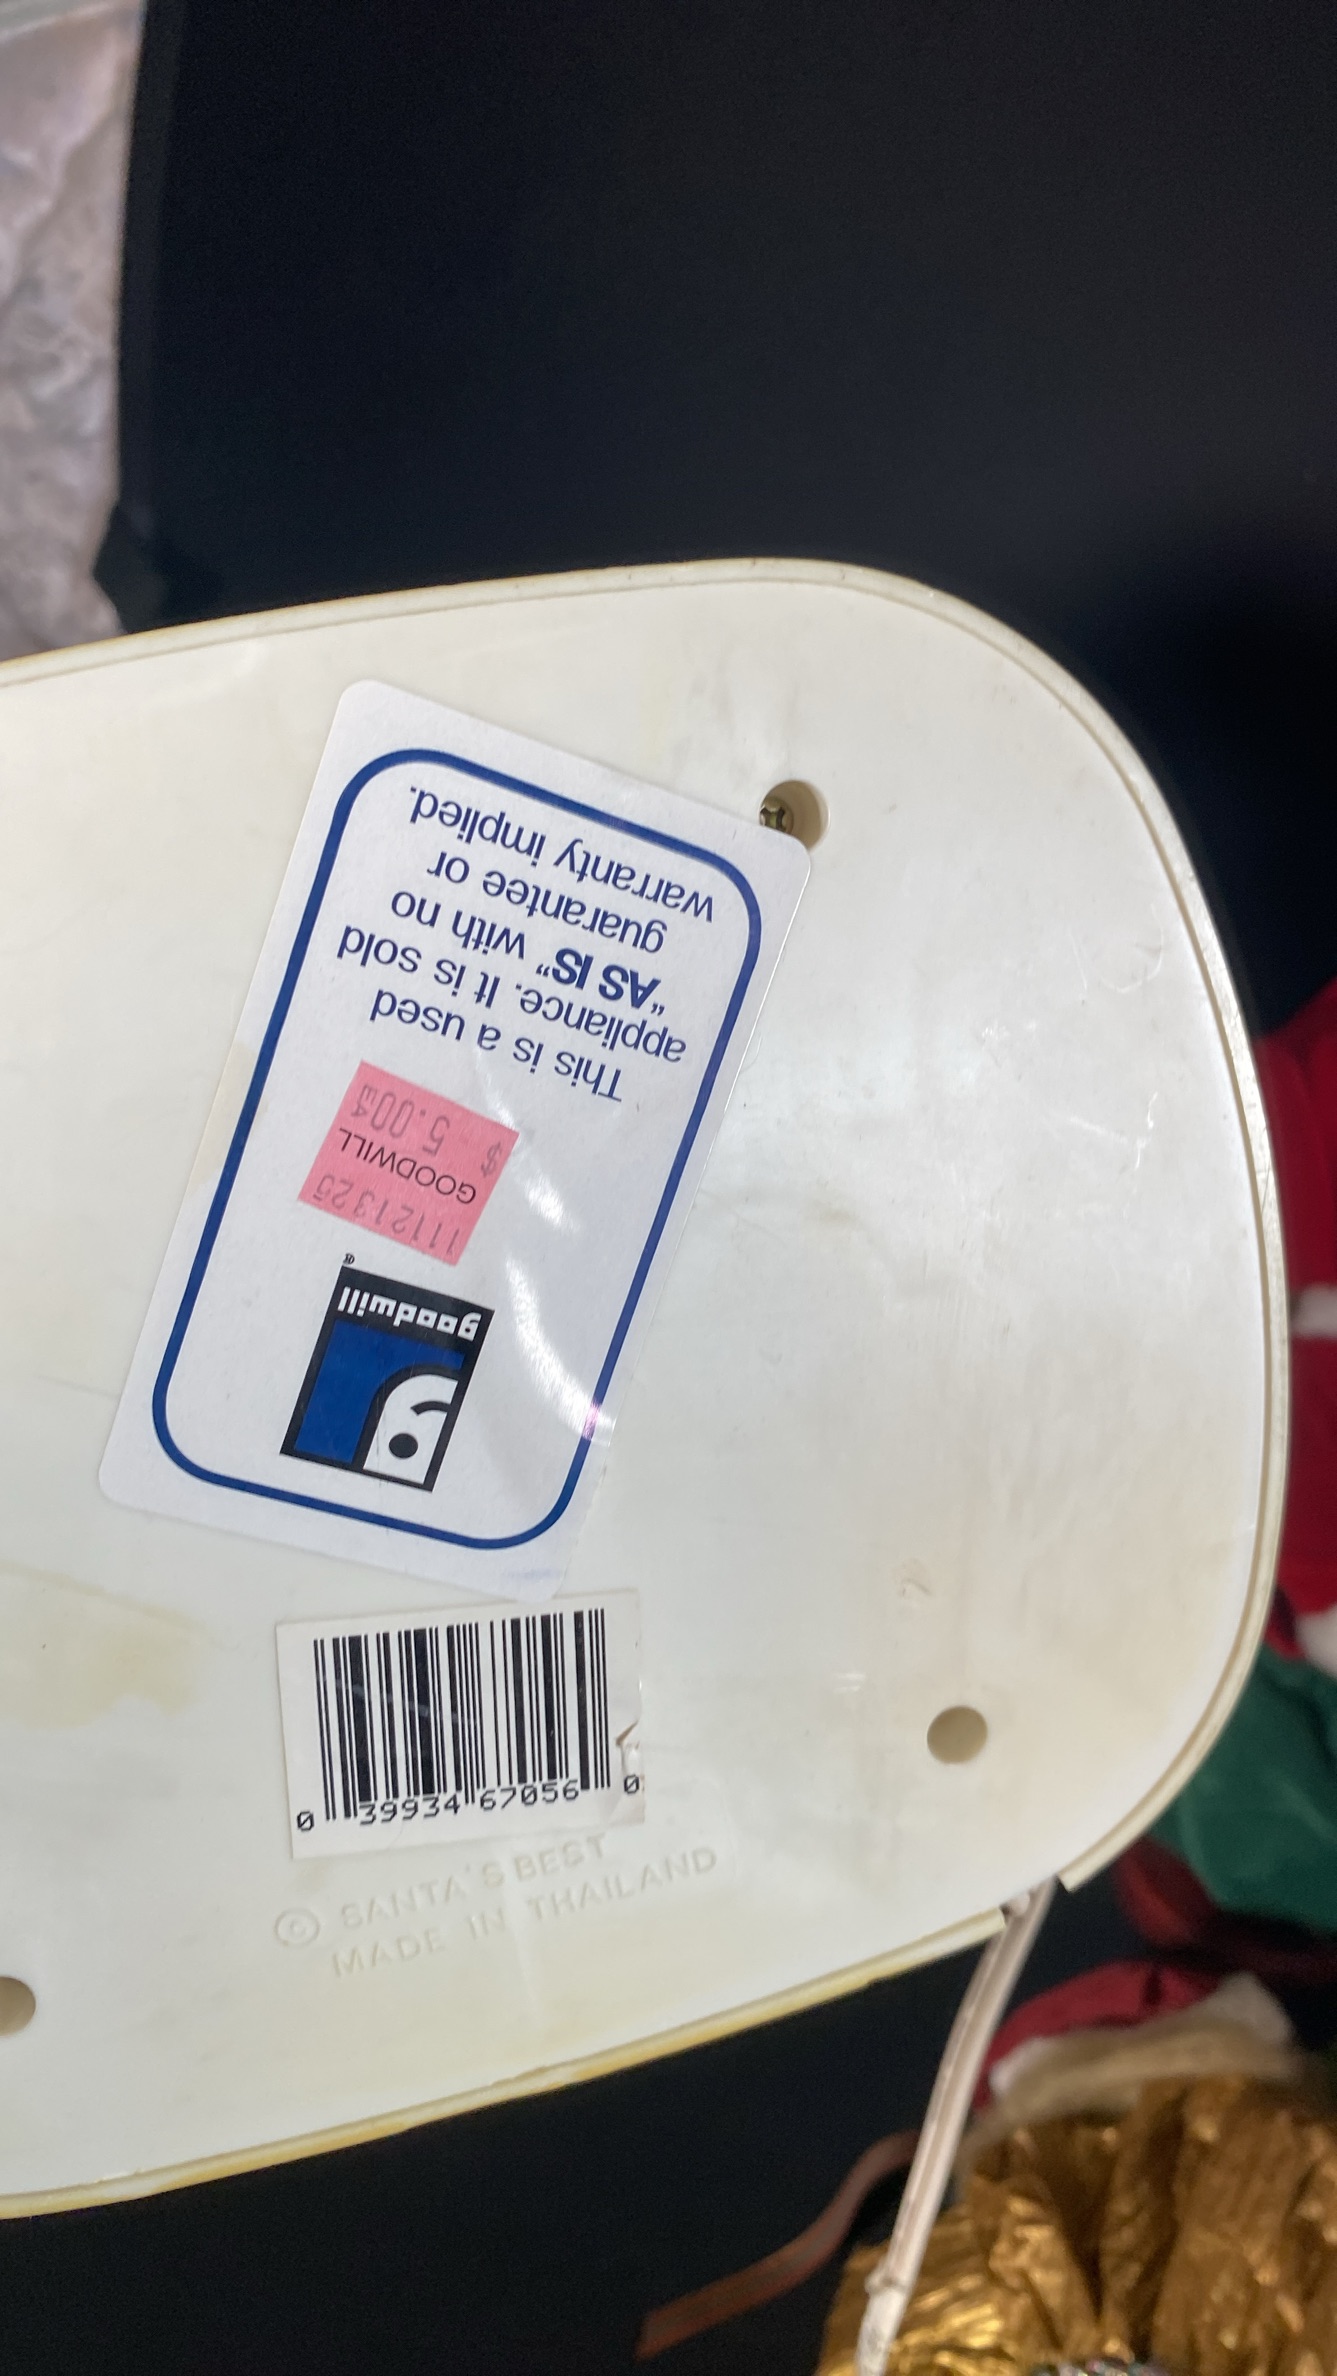 goodwill®
11121325
GOODWILL
$ 5.00
This is a used
appliance. It is sold
"AS IS" with no
guarantee or
warranty implied.
0 39934 67056 0
© SANTA'S BEST
MADE IN THAILAND